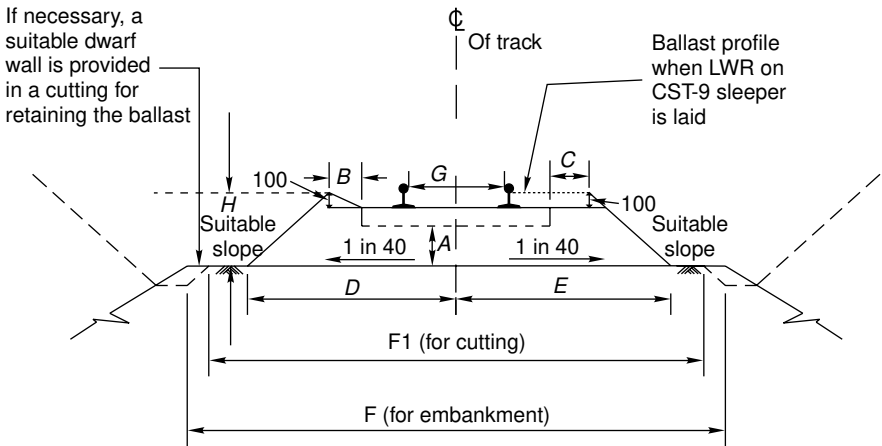 If necessary, a
suitable dwarf
wall is provided
in a cutting for
retaining the ballast
℄
Of track
Ballast profile
when LWR on
CST-9 sleeper
is laid
100
B
G
C
100
H
Suitable
slope
A
1 in 40
1 in 40
Suitable
slope
D
E
F1 (for cutting)
F (for embankment)